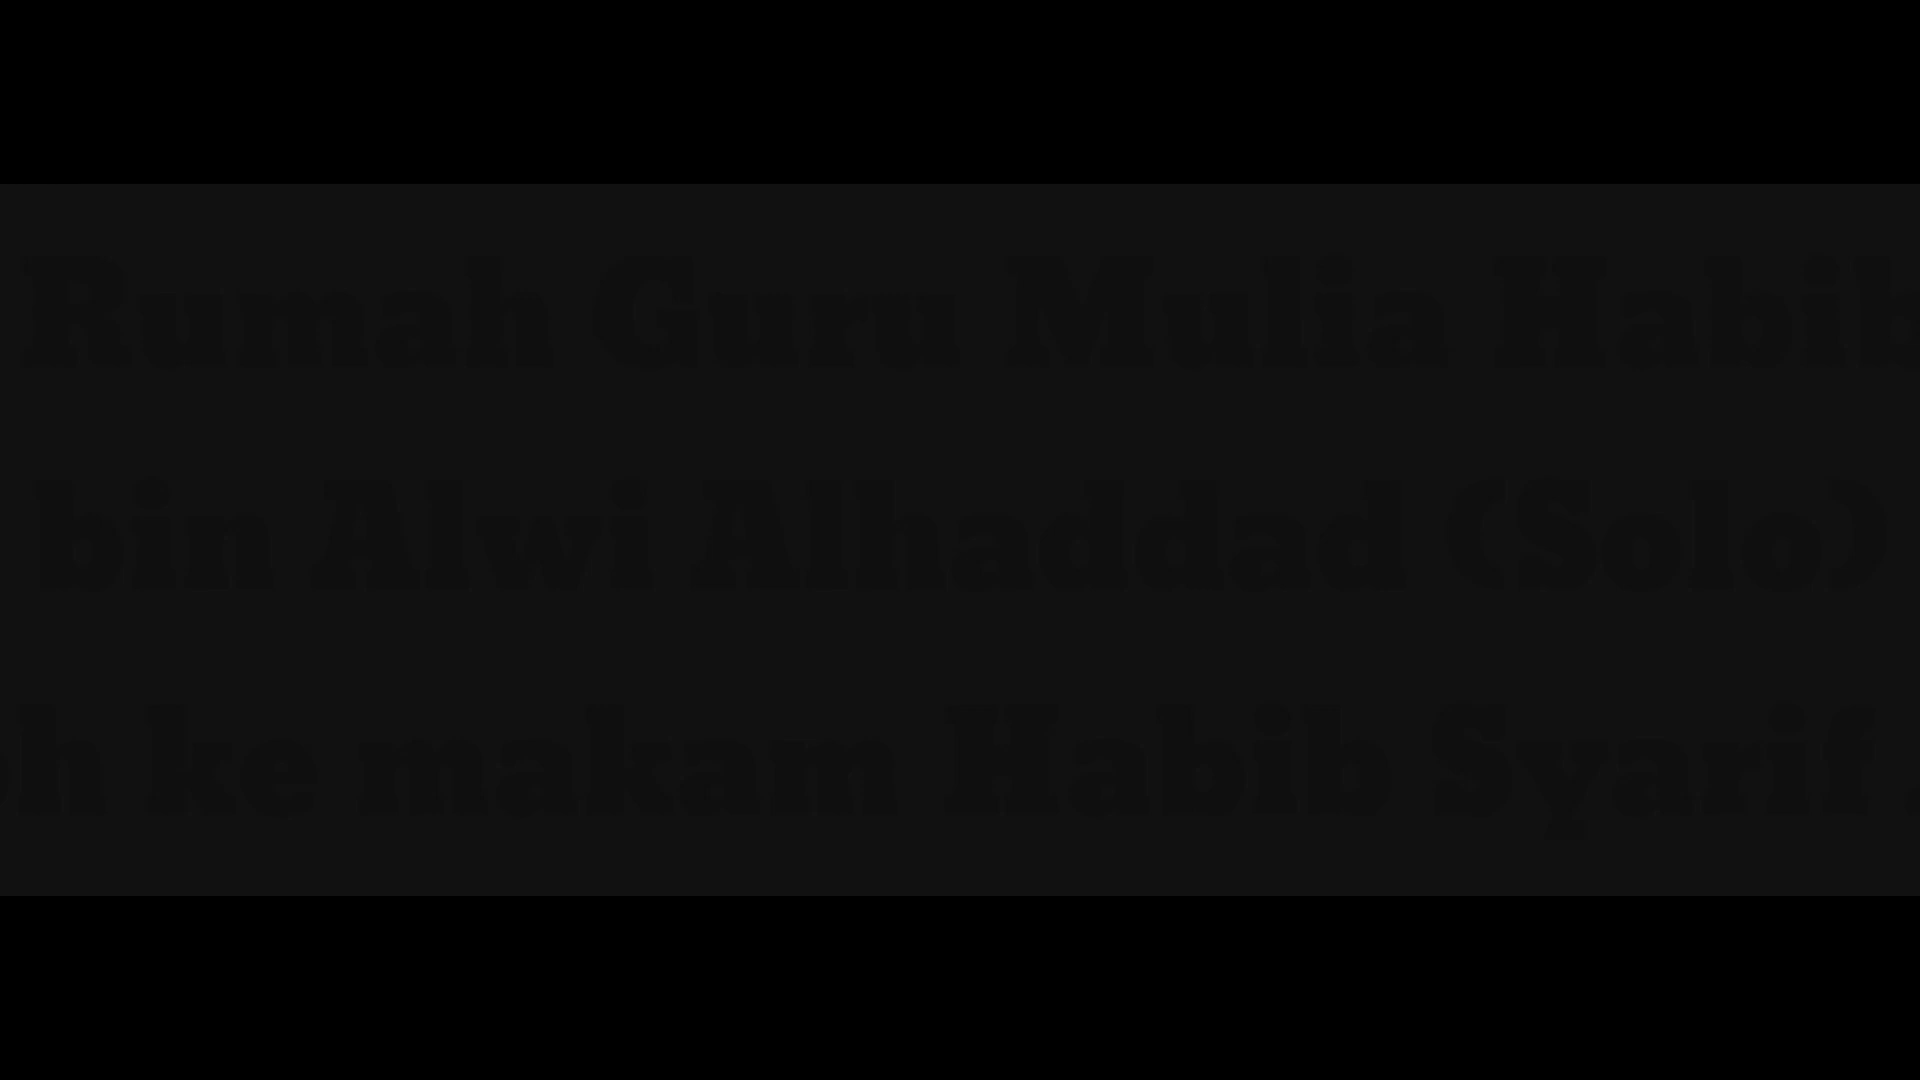 Rumah Guru Mulia Habib
bin Alwi Alhaddad (Solo)
ke makam Habib Syarif